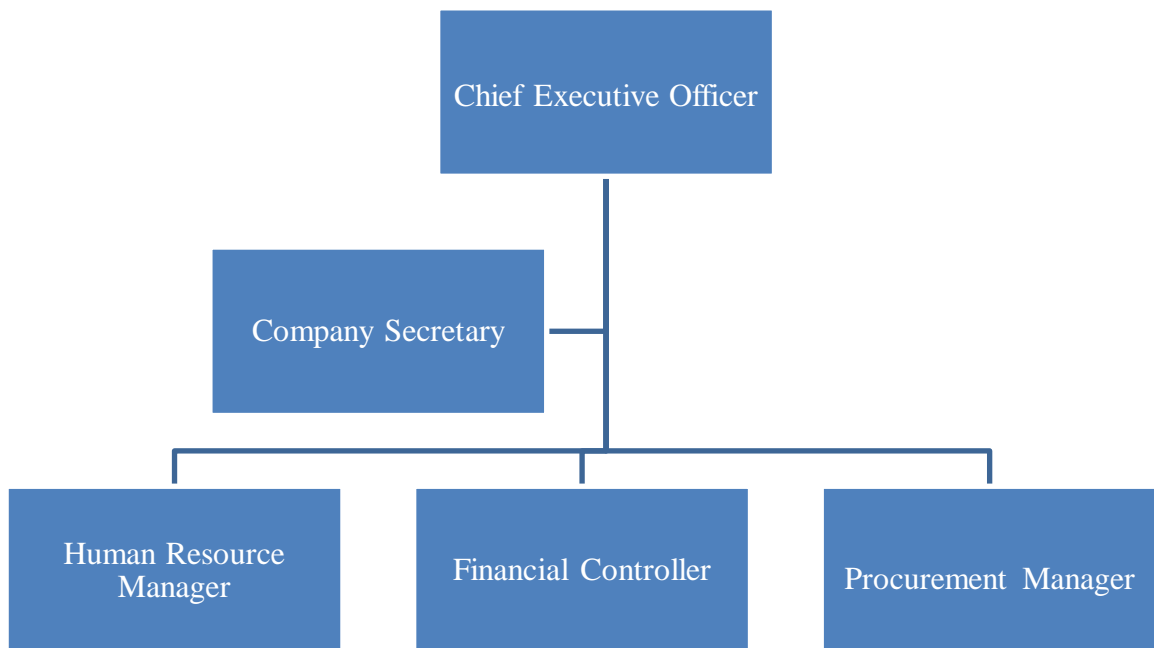 Chief Executive Officer
Company Secretary
Human Resource
Manager
Financial Controller
Procurement Manager